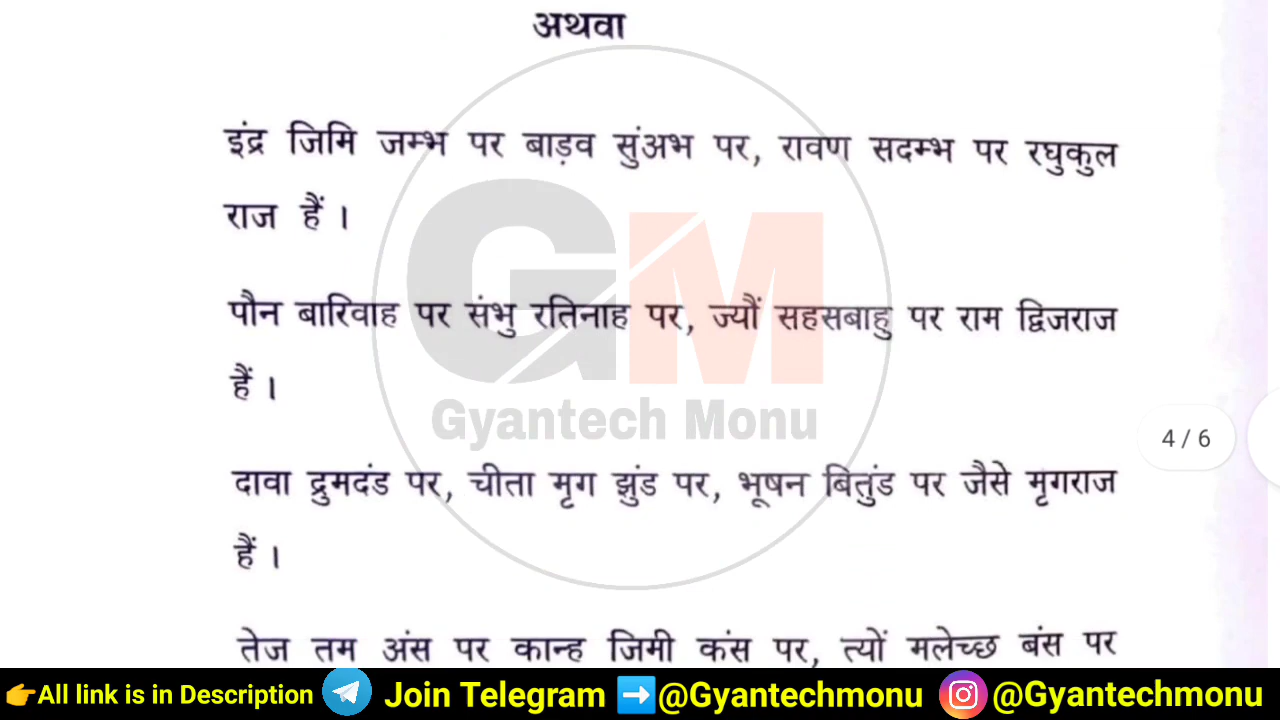 अथवा
इंद्र जिमि जम्भ पर बाड़व सुंअभ पर, रावण सदम्भ पर रघुकुल
राज हैं ।
पौन बारिवाह पर संभु रतिनाह पर, ज्यौं सहसबाहु पर राम द्विजराज
हैं ।
दावा द्रुमदंड पर, चीता मृग झुंड पर, भूषन बितुंड पर जैसे मृगराज
हैं ।
तेज तम अंस पर कान्ह जिमी कंस पर, त्यों मलेच्छ बंस पर
GM
Gyantech Monu
4 / 6
👉All link is in Description Join Telegram ➡️@Gyantechmonu @Gyantechmonu